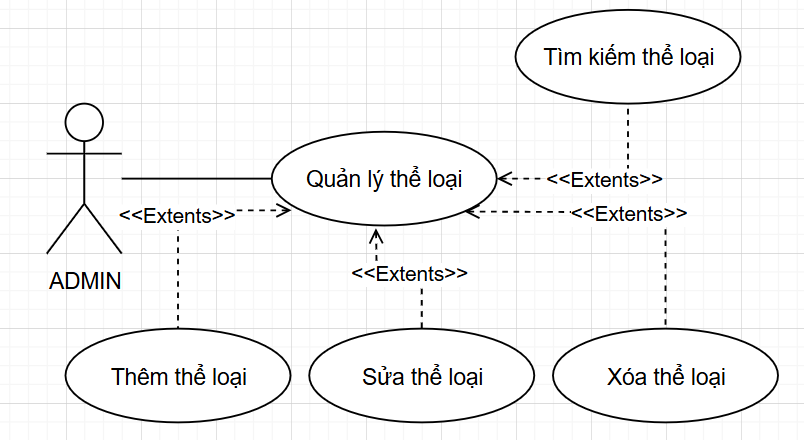 Tìm kiếm thể loại
Quản lý thể loại
<<Extents>>
<<Extents>>
<<Extents>>
<<Extents>>
ADMIN
Thêm thể loại
Sửa thể loại
Xóa thể loại